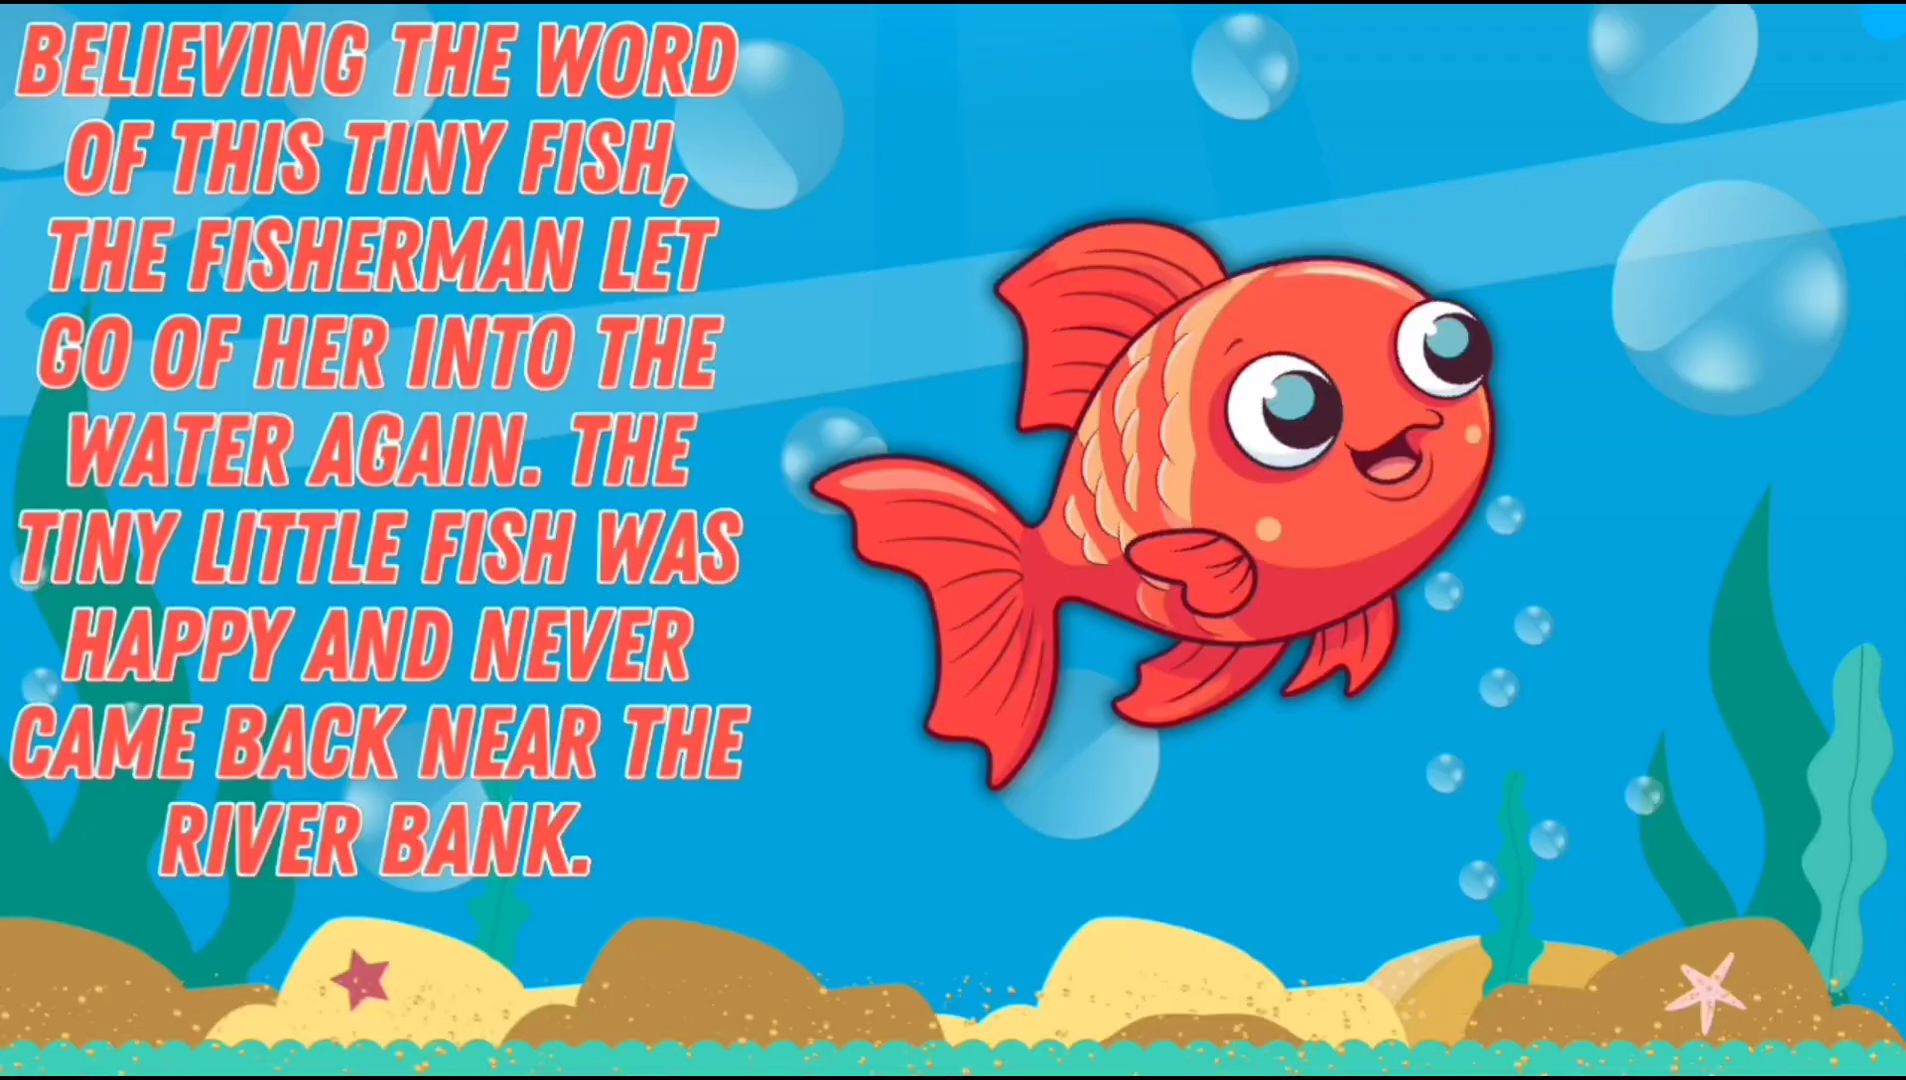 BELIEVING THE WORD
OF THIS TINY FISH,
THE FISHERMAN LET
GO OF HER INTO THE
WATER AGAIN. THE
TINY LITTLE FISH WAS
HAPPY AND NEVER
CAME BACK NEAR THE
RIVER BANK.